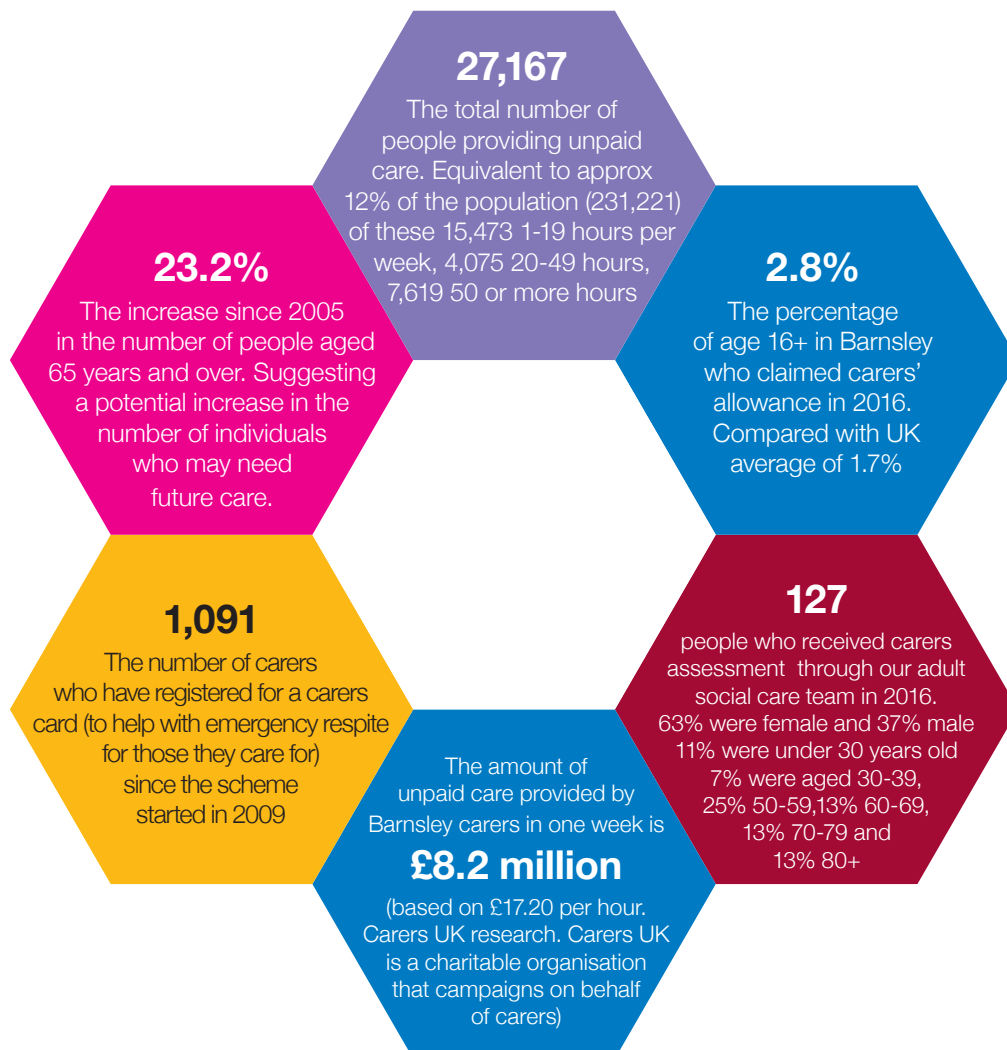 27,167
The total number of
people providing unpaid
care. Equivalent to approx
12% of the population (231,221)
of these 15,473 1-19 hours per
week, 4,075 20-49 hours,
7,619 50 or more hours
23.2%
The increase since 2005
in the number of people aged
65 years and over. Suggesting
a potential increase in the
number of individuals
who may need
future care.
2.8%
The percentage
of age 16+ in Barnsley
who claimed carers’
allowance in 2016.
Compared with UK
average of 1.7%
1,091
The number of carers
who have registered for a carers
card (to help with emergency respite
for those they care for)
since the scheme
started in 2009
127
people who received carers
assessment through our adult
social care team in 2016.
63% were female and 37% male
11% were under 30 years old
7% were aged 30-39,
25% 50-59,13% 60-69,
13% 70-79 and
13% 80+
The amount of
unpaid care provided by
Barnsley carers in one week is
£8.2 million
(based on £17.20 per hour.
Carers UK research. Carers UK
is a charitable organisation
that campaigns on behalf
of carers)